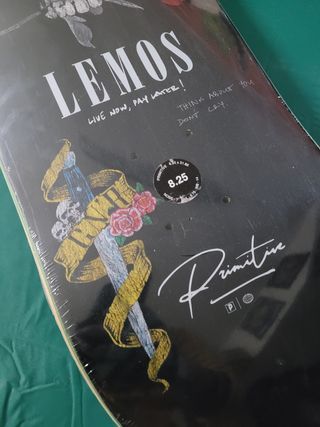 LEMOS
LIVE NOW, PAY LATER!
THINK ABOUT YOU
DONT CRY.
8.25
Primitive
P